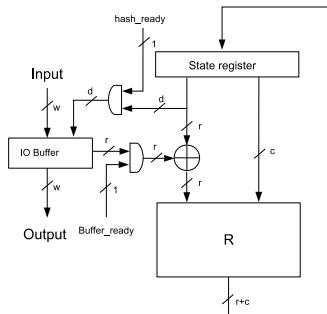 hash_ready
1
State register
Input
d
d
w
r
IO Buffer
r
r
c
w
1
r
Output
Buffer_ready
R
r+c